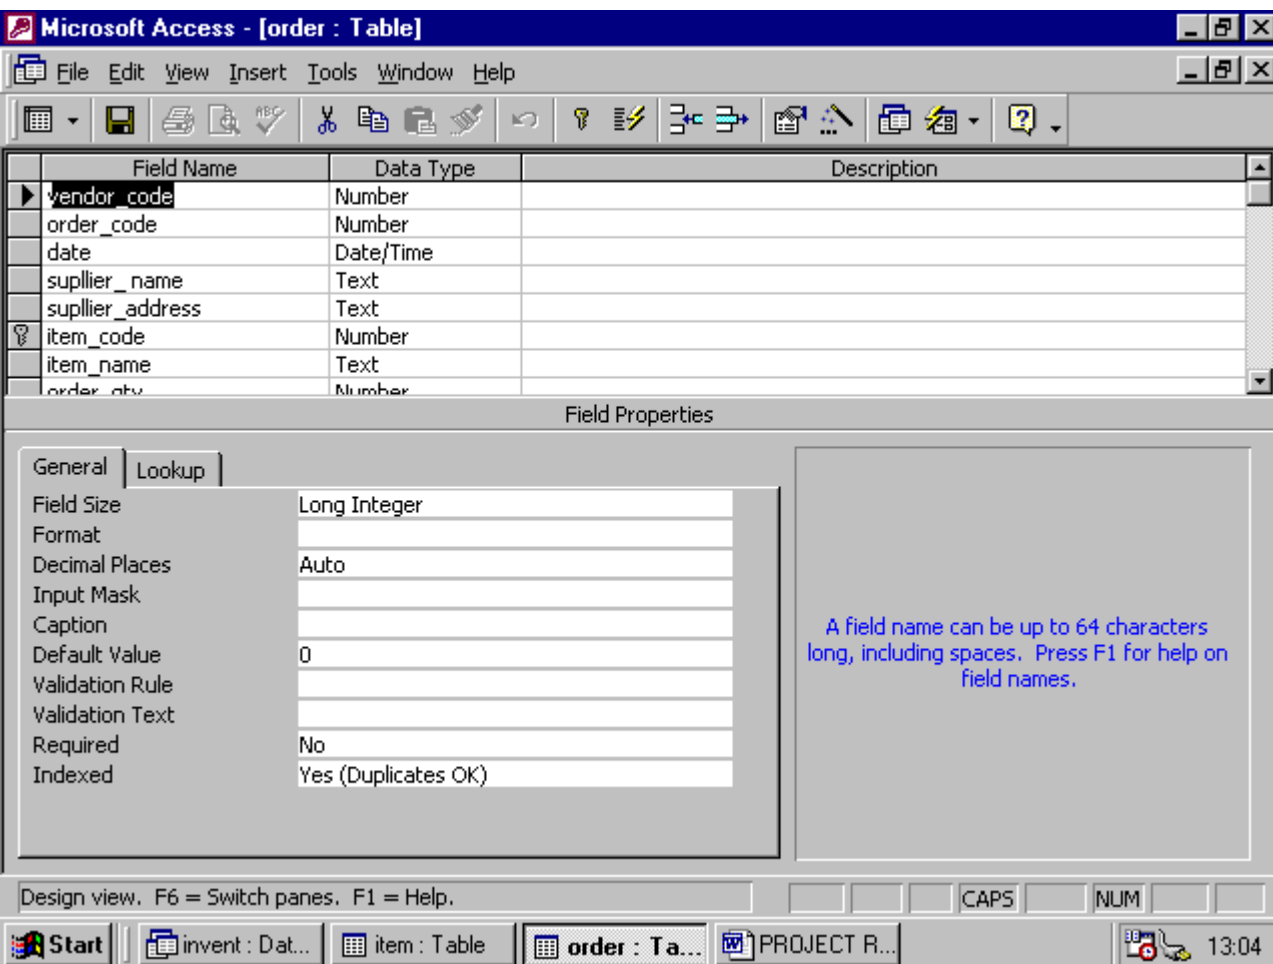 Microsoft Access - [order : Table]
File Edit View Insert Tools Window Help
Field Name Data Type Description
vendor_code Number
order_code Number
date Date/Time
supllier_ name Text
supllier_address Text
item_code Number
item_name Text
order_qty Number
Field Properties
General Lookup
Field Size Long Integer
Format
Decimal Places Auto
Input Mask
Caption
Default Value 0
Validation Rule
Validation Text
Required No
Indexed Yes (Duplicates OK)
A field name can be up to 64 characters
long, including spaces. Press F1 for help on
field names.
Design view. F6 = Switch panes. F1 = Help. CAPS NUM
Start invent : Dat... item : Table order : Ta... PROJECT R... 13:04